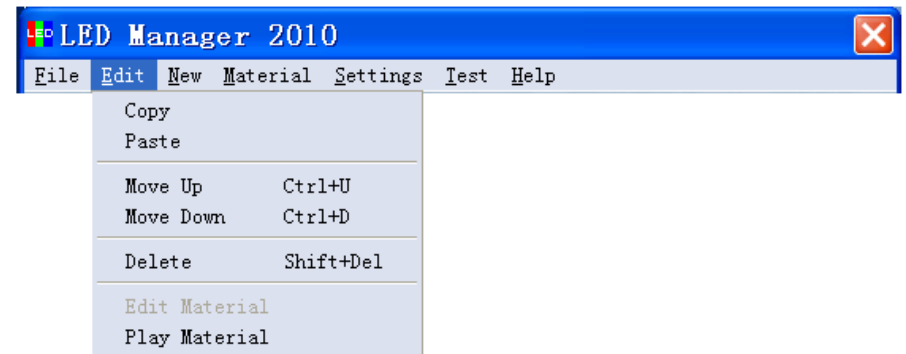 LED LED Manager 2010
File Edit New Material Settings Test Help
Copy
Paste
Move Up Ctrl+U
Move Down Ctrl+D
Delete Shift+Del
Edit Material
Play Material